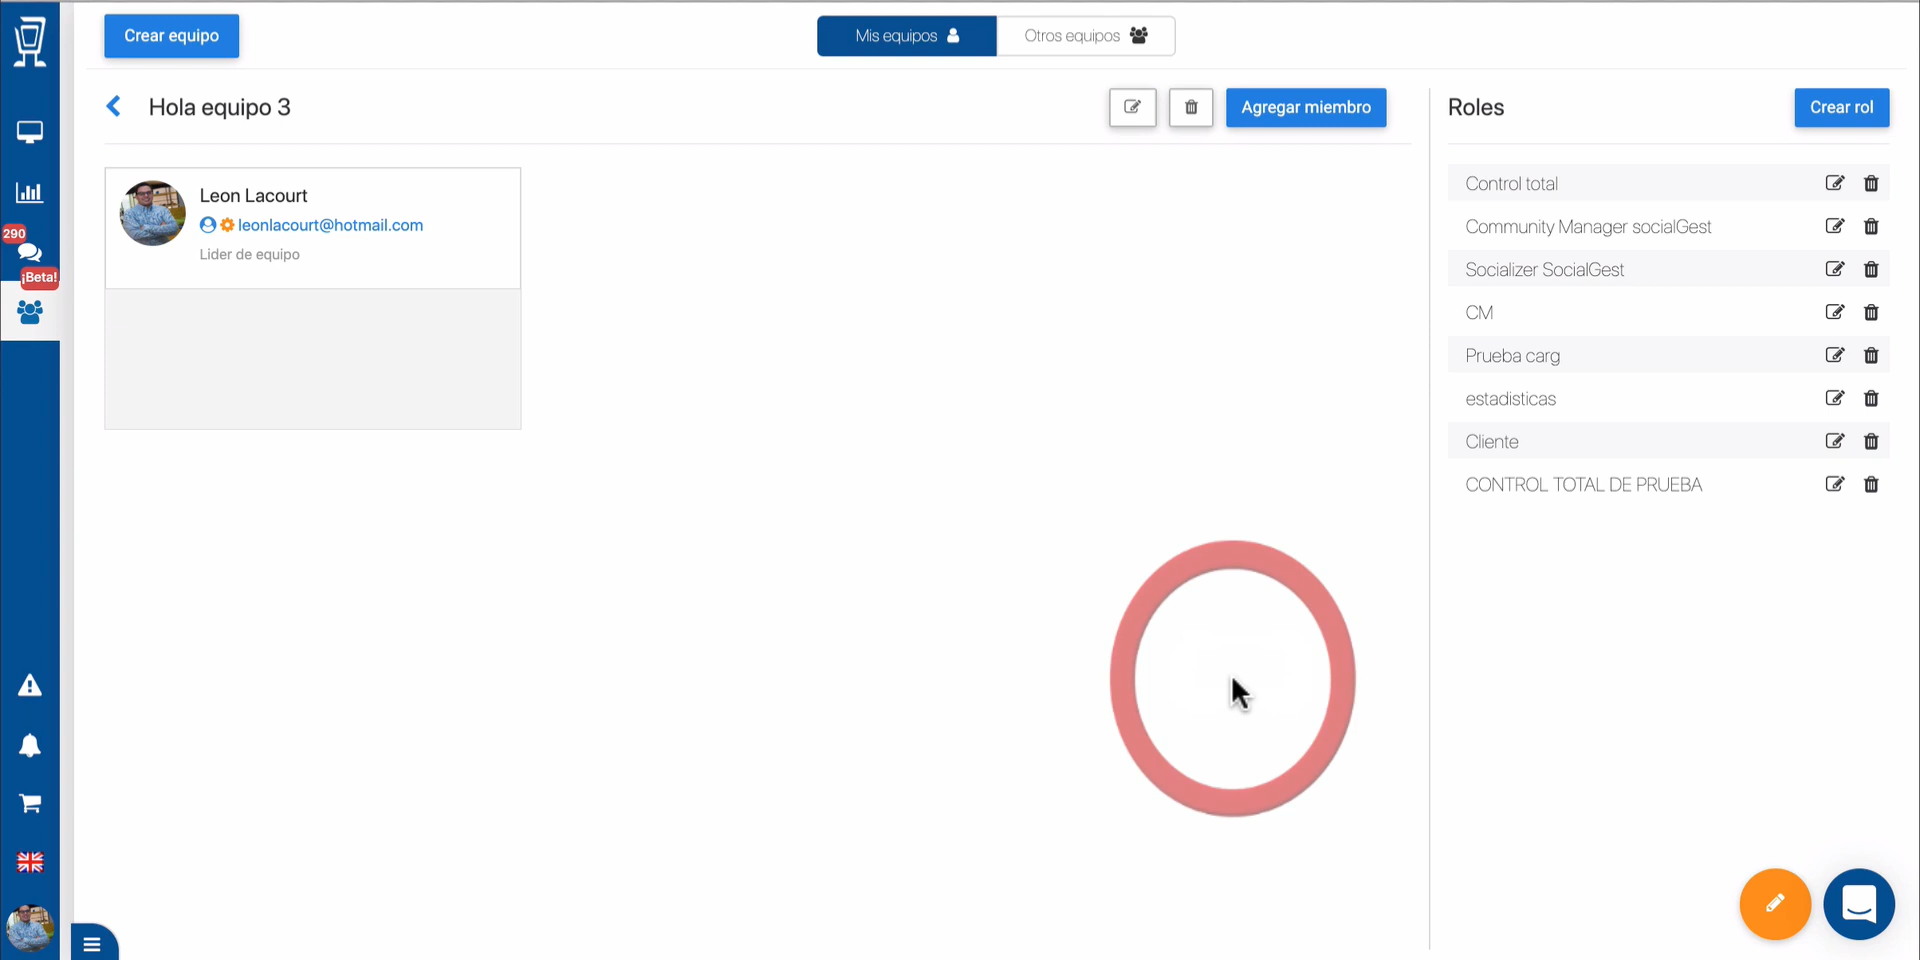 Crear equipo
Mis equipos
Otros equipos
Hola equipo 3
Agregar miembro
Roles
Crear rol
Leon Lacourt
leonlacourt@hotmail.com
Lider de equipo
290
¡Beta!
Control total
Community Manager socialGest
Socializer SocialGest
CM
Prueba carg
estadisticas
Cliente
CONTROL TOTAL DE PRUEBA